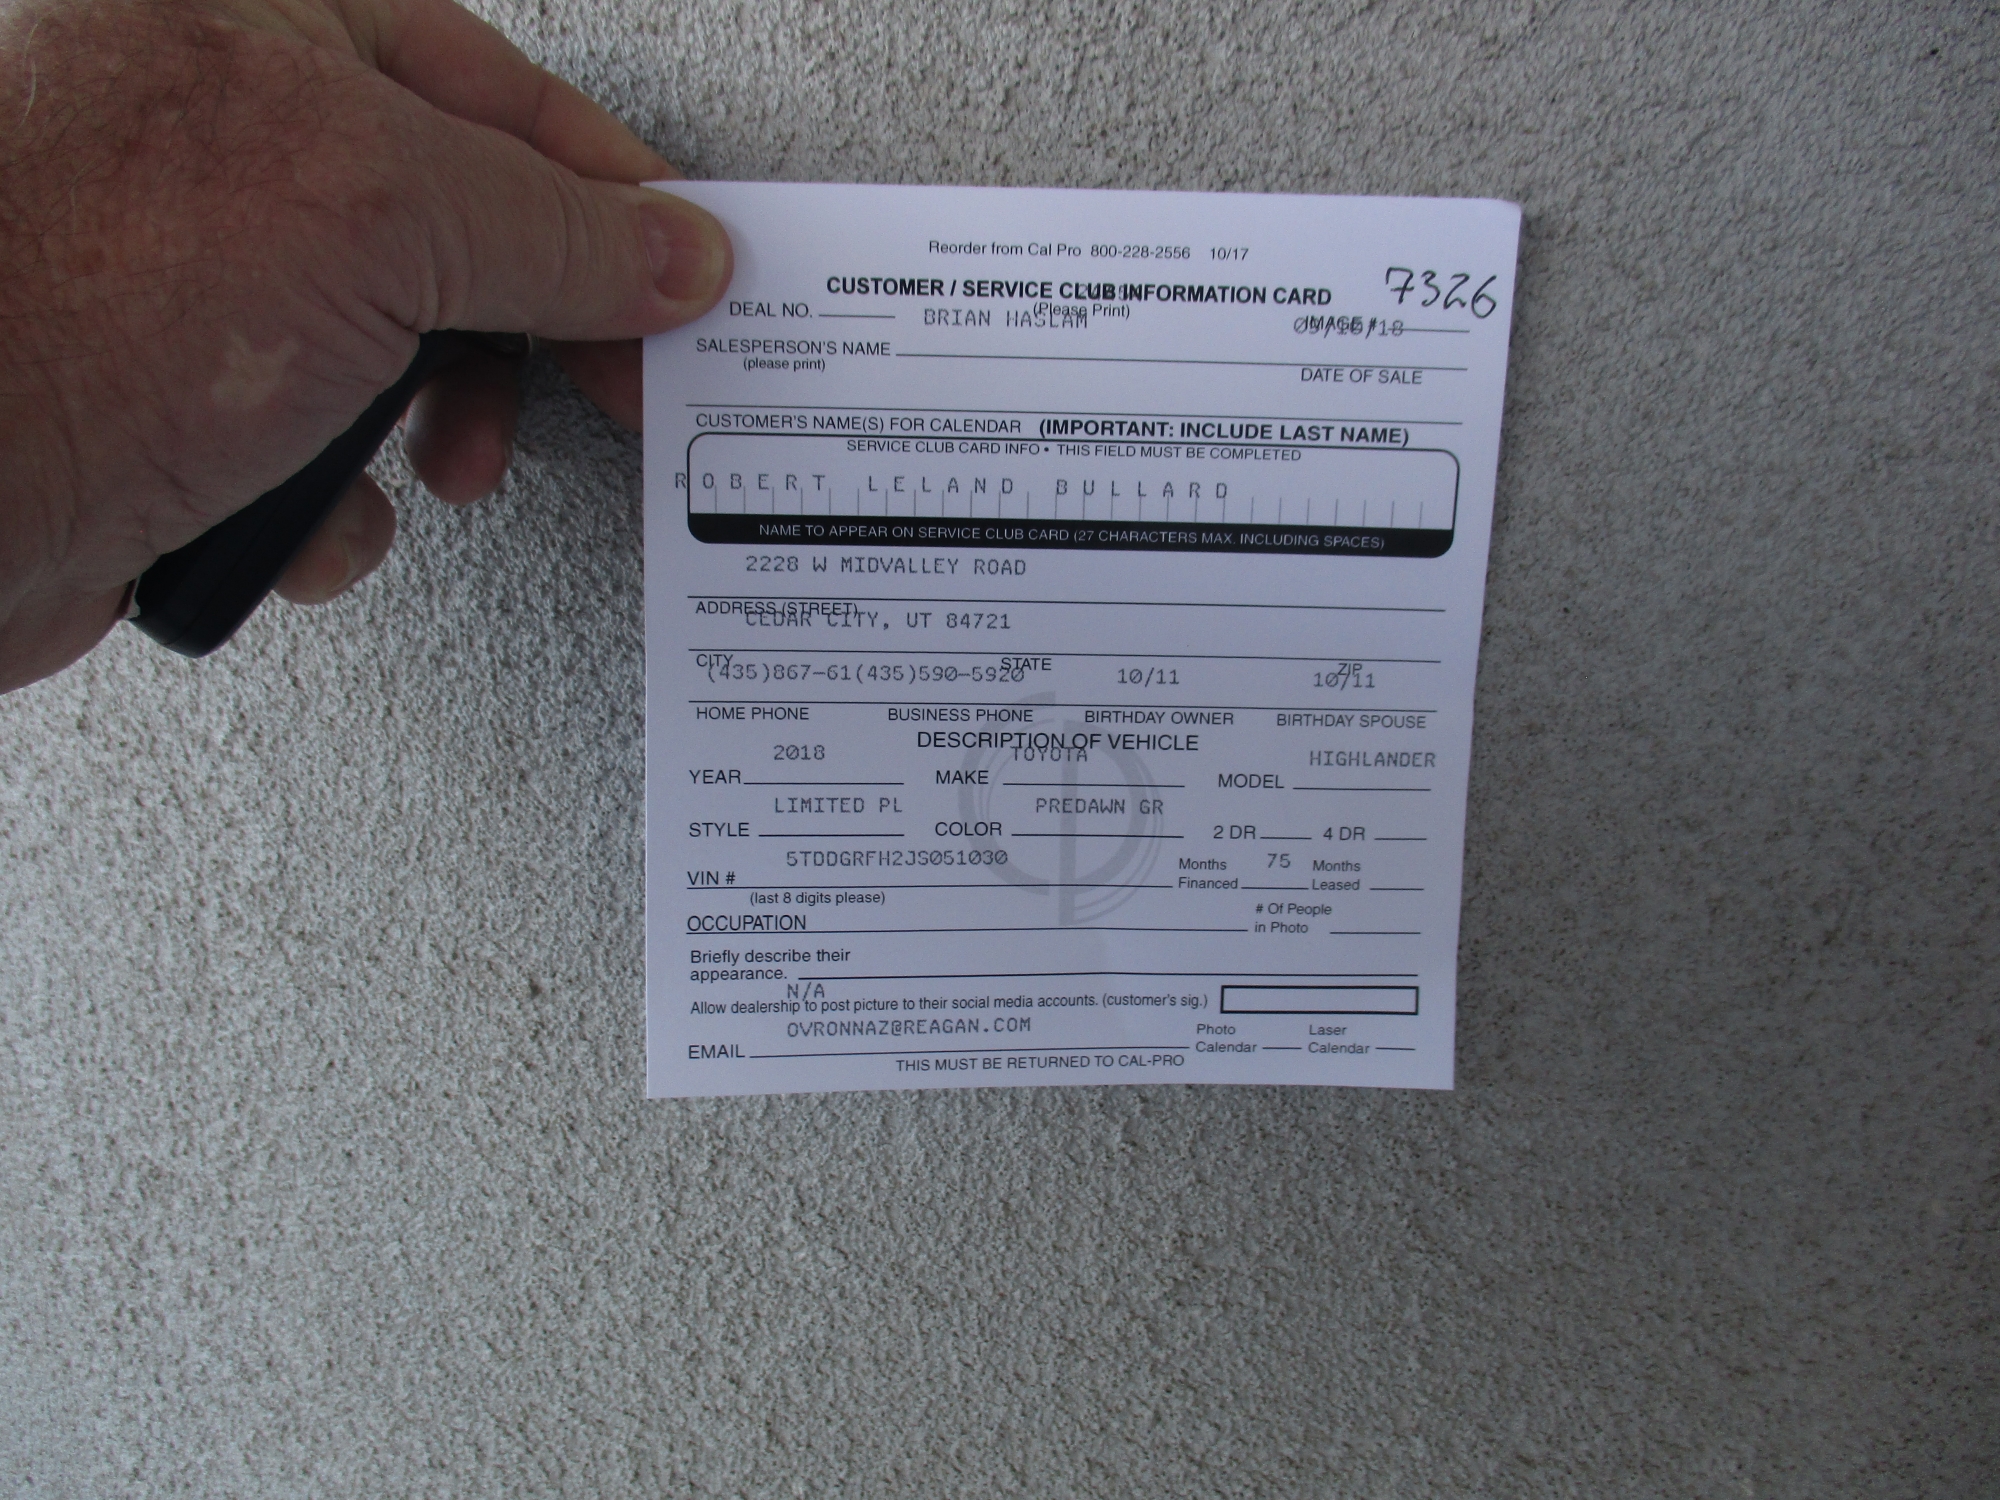 Reorder from Cal Pro 800-228-2556 10/17
7326
CUSTOMER / SERVICE CLUB INFORMATION CARD
(Please Print)
DEAL NO. BRIAN HASLAM IMAGE #
SALESPERSON'S NAME
(please print)
DATE OF SALE
CUSTOMER'S NAME(S) FOR CALENDAR (IMPORTANT: INCLUDE LAST NAME)
SERVICE CLUB CARD INFO • THIS FIELD MUST BE COMPLETED
ROBERT LELAND BULLARD
NAME TO APPEAR ON SERVICE CLUB CARD (27 CHARACTERS MAX. INCLUDING SPACES)
2228 W MIDVALLEY ROAD
ADDRESS (STREET)
CEDAR CITY, UT 84721
CITY STATE ZIP
(435)867-61(435)590-5920 10/11 10/11
HOME PHONE BUSINESS PHONE BIRTHDAY OWNER BIRTHDAY SPOUSE
DESCRIPTION OF VEHICLE
2018 TOYOTA HIGHLANDER
YEAR MAKE MODEL
LIMITED PL PREDAWN GR
STYLE COLOR 2 DR 4 DR
5TDDGRFH2JS051030 Months Financed 75 Months Leased
VIN #
(last 8 digits please)
OCCUPATION # Of People in Photo
Briefly describe their
appearance.
N/A
Allow dealership to post picture to their social media accounts. (customer's sig.)
OVRONNAZ@REAGAN.COM
EMAIL Photo Calendar Laser Calendar
THIS MUST BE RETURNED TO CAL-PRO